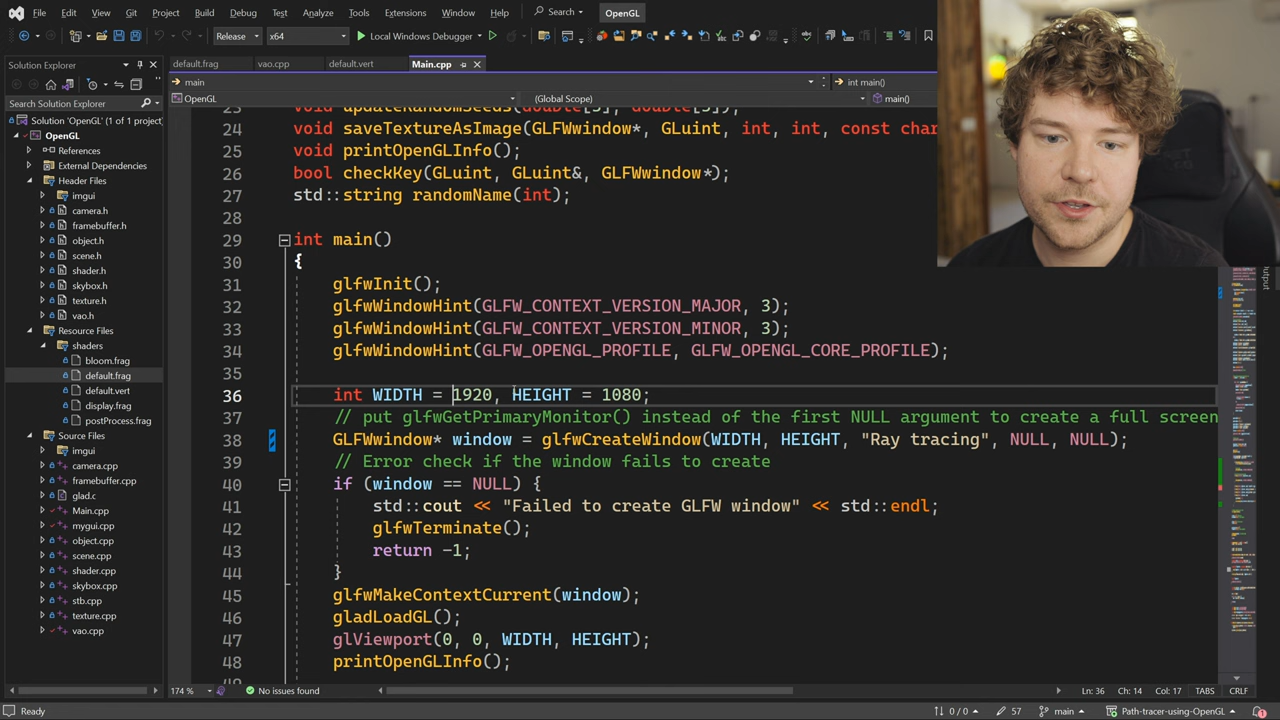 File Edit View Git Project Build Debug Test Analyze Tools Extensions Window Help Search OpenGL
Release x64 Local Windows Debugger
Solution Explorer
Search Solution Explorer
Solution 'OpenGL' (1 of 1 project)
OpenGL
References
External Dependencies
Header Files
imgui
camera.h
framebuffer.h
object.h
scene.h
shader.h
skybox.h
texture.h
vao.h
Resource Files
shaders
bloom.frag
default.frag
default.vert
display.frag
postProcess.frag
Source Files
imgui
camera.cpp
framebuffer.cpp
glad.c
Main.cpp
mygui.cpp
object.cpp
scene.cpp
shader.cpp
skybox.cpp
stb.cpp
texture.cpp
vao.cpp
default.frag vao.cpp default.vert Main.cpp
main int main()
OpenGL (Global Scope) main()
void updateRandomSeeds(double[3], double[3]);
24 void saveTextureAsImage(GLFWwindow*, GLuint, int, int, const char
25 void printOpenGLInfo();
26 bool checkKey(GLuint, GLuint&, GLFWwindow*);
27 std::string randomName(int);
28
29 int main()
30 {
31 glfwInit();
32 glfwWindowHint(GLFW_CONTEXT_VERSION_MAJOR, 3);
33 glfwWindowHint(GLFW_CONTEXT_VERSION_MINOR, 3);
34 glfwWindowHint(GLFW_OPENGL_PROFILE, GLFW_OPENGL_CORE_PROFILE);
35
36 int WIDTH = 1920, HEIGHT = 1080;
37 // put glfwGetPrimaryMonitor() instead of the first NULL argument to create a full screen
38 GLFWwindow* window = glfwCreateWindow(WIDTH, HEIGHT, "Ray tracing", NULL, NULL);
39 // Error check if the window fails to create
40 if (window == NULL) {
41 std::cout << "Failed to create GLFW window" << std::endl;
42 glfwTerminate();
43 return -1;
44 }
45 glfwMakeContextCurrent(window);
46 gladLoadGL();
47 glViewport(0, 0, WIDTH, HEIGHT);
48 printOpenGLInfo();
Output
174 % No issues found Ln: 36 Ch: 14 Col: 17 TABS CRLF
Ready 0 / 0 57 main Path-tracer-using-OpenGL 1